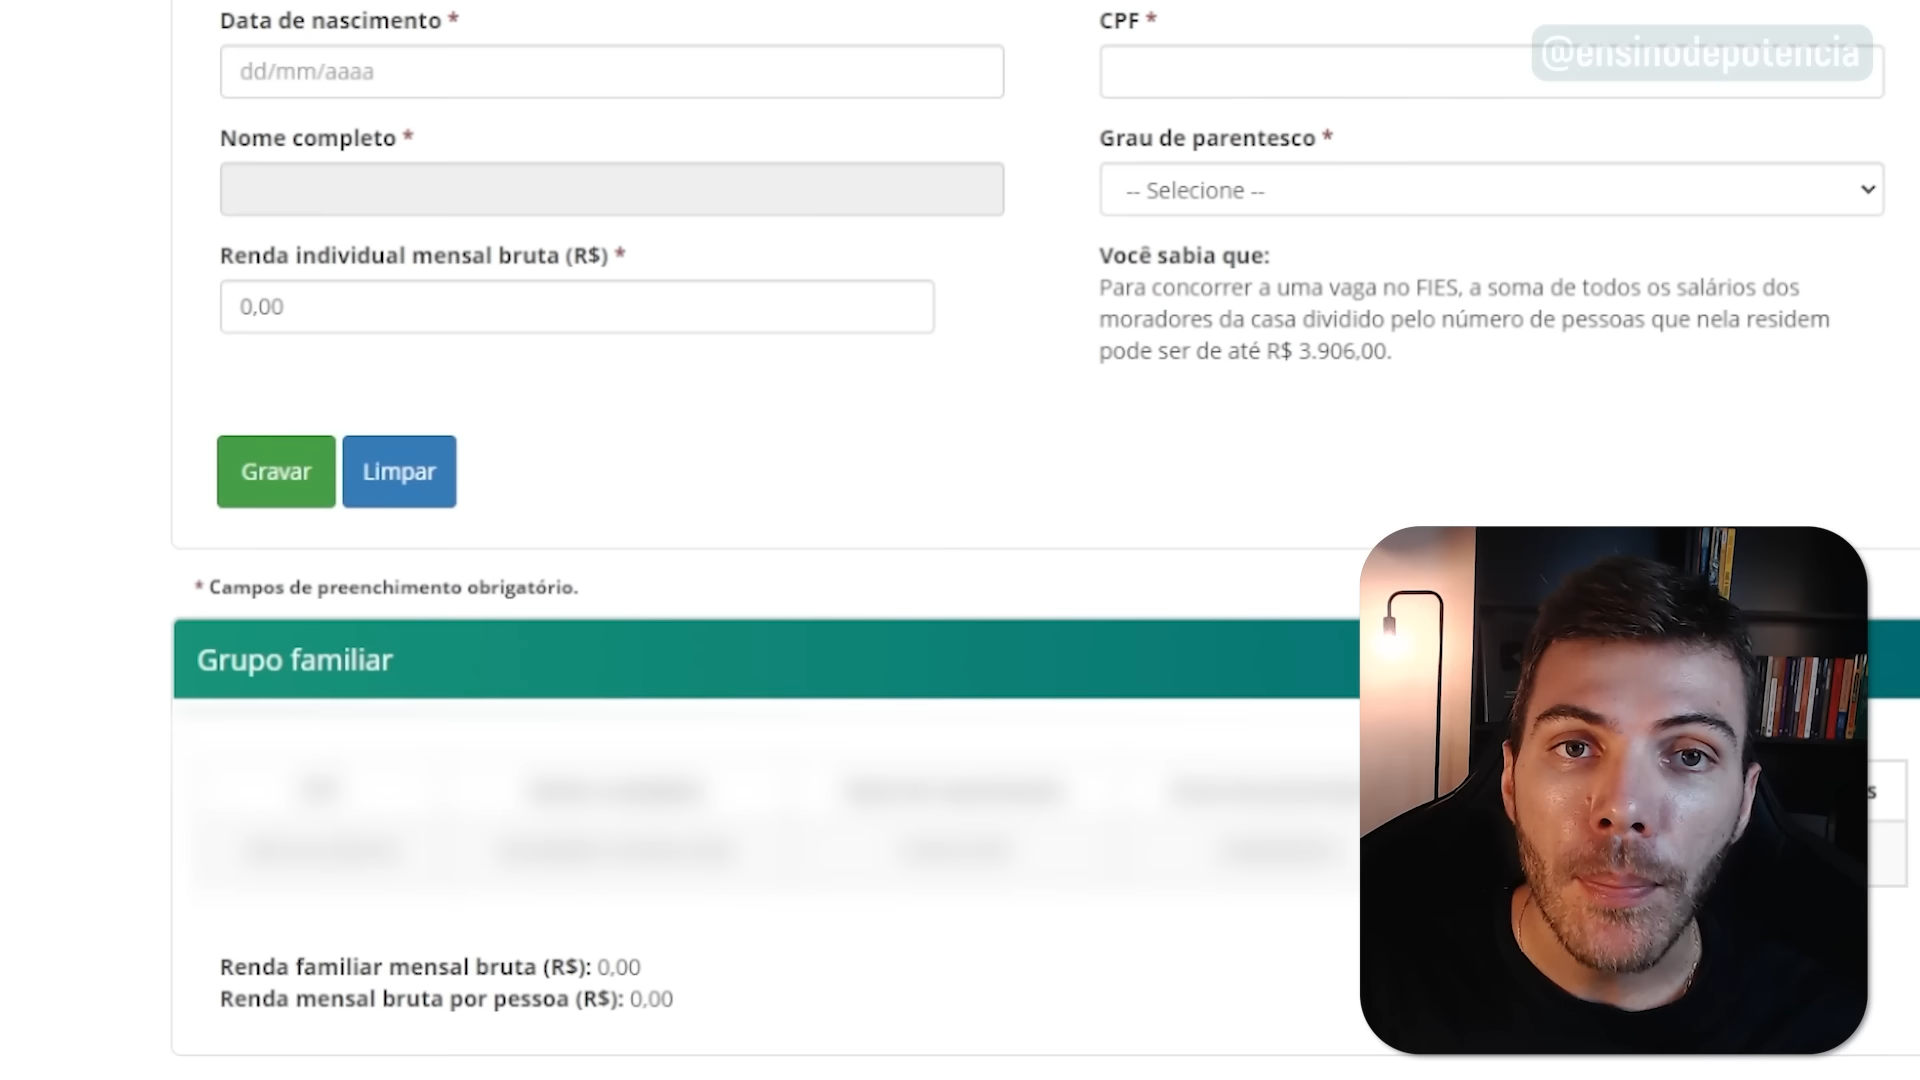 Data de nascimento *
CPF *
@ensinodepotencia
dd/mm/aaaa
Nome completo *
Grau de parentesco *
-- Selecione --
Renda individual mensal bruta (R$) *
0,00
Você sabia que:
Para concorrer a uma vaga no FIES, a soma de todos os salários dos
moradores da casa dividido pelo número de pessoas que nela residem
pode ser de até R$ 3.906,00.
Gravar
Limpar
* Campos de preenchimento obrigatório.
Grupo familiar
s
Renda familiar mensal bruta (R$): 0,00
Renda mensal bruta por pessoa (R$): 0,00